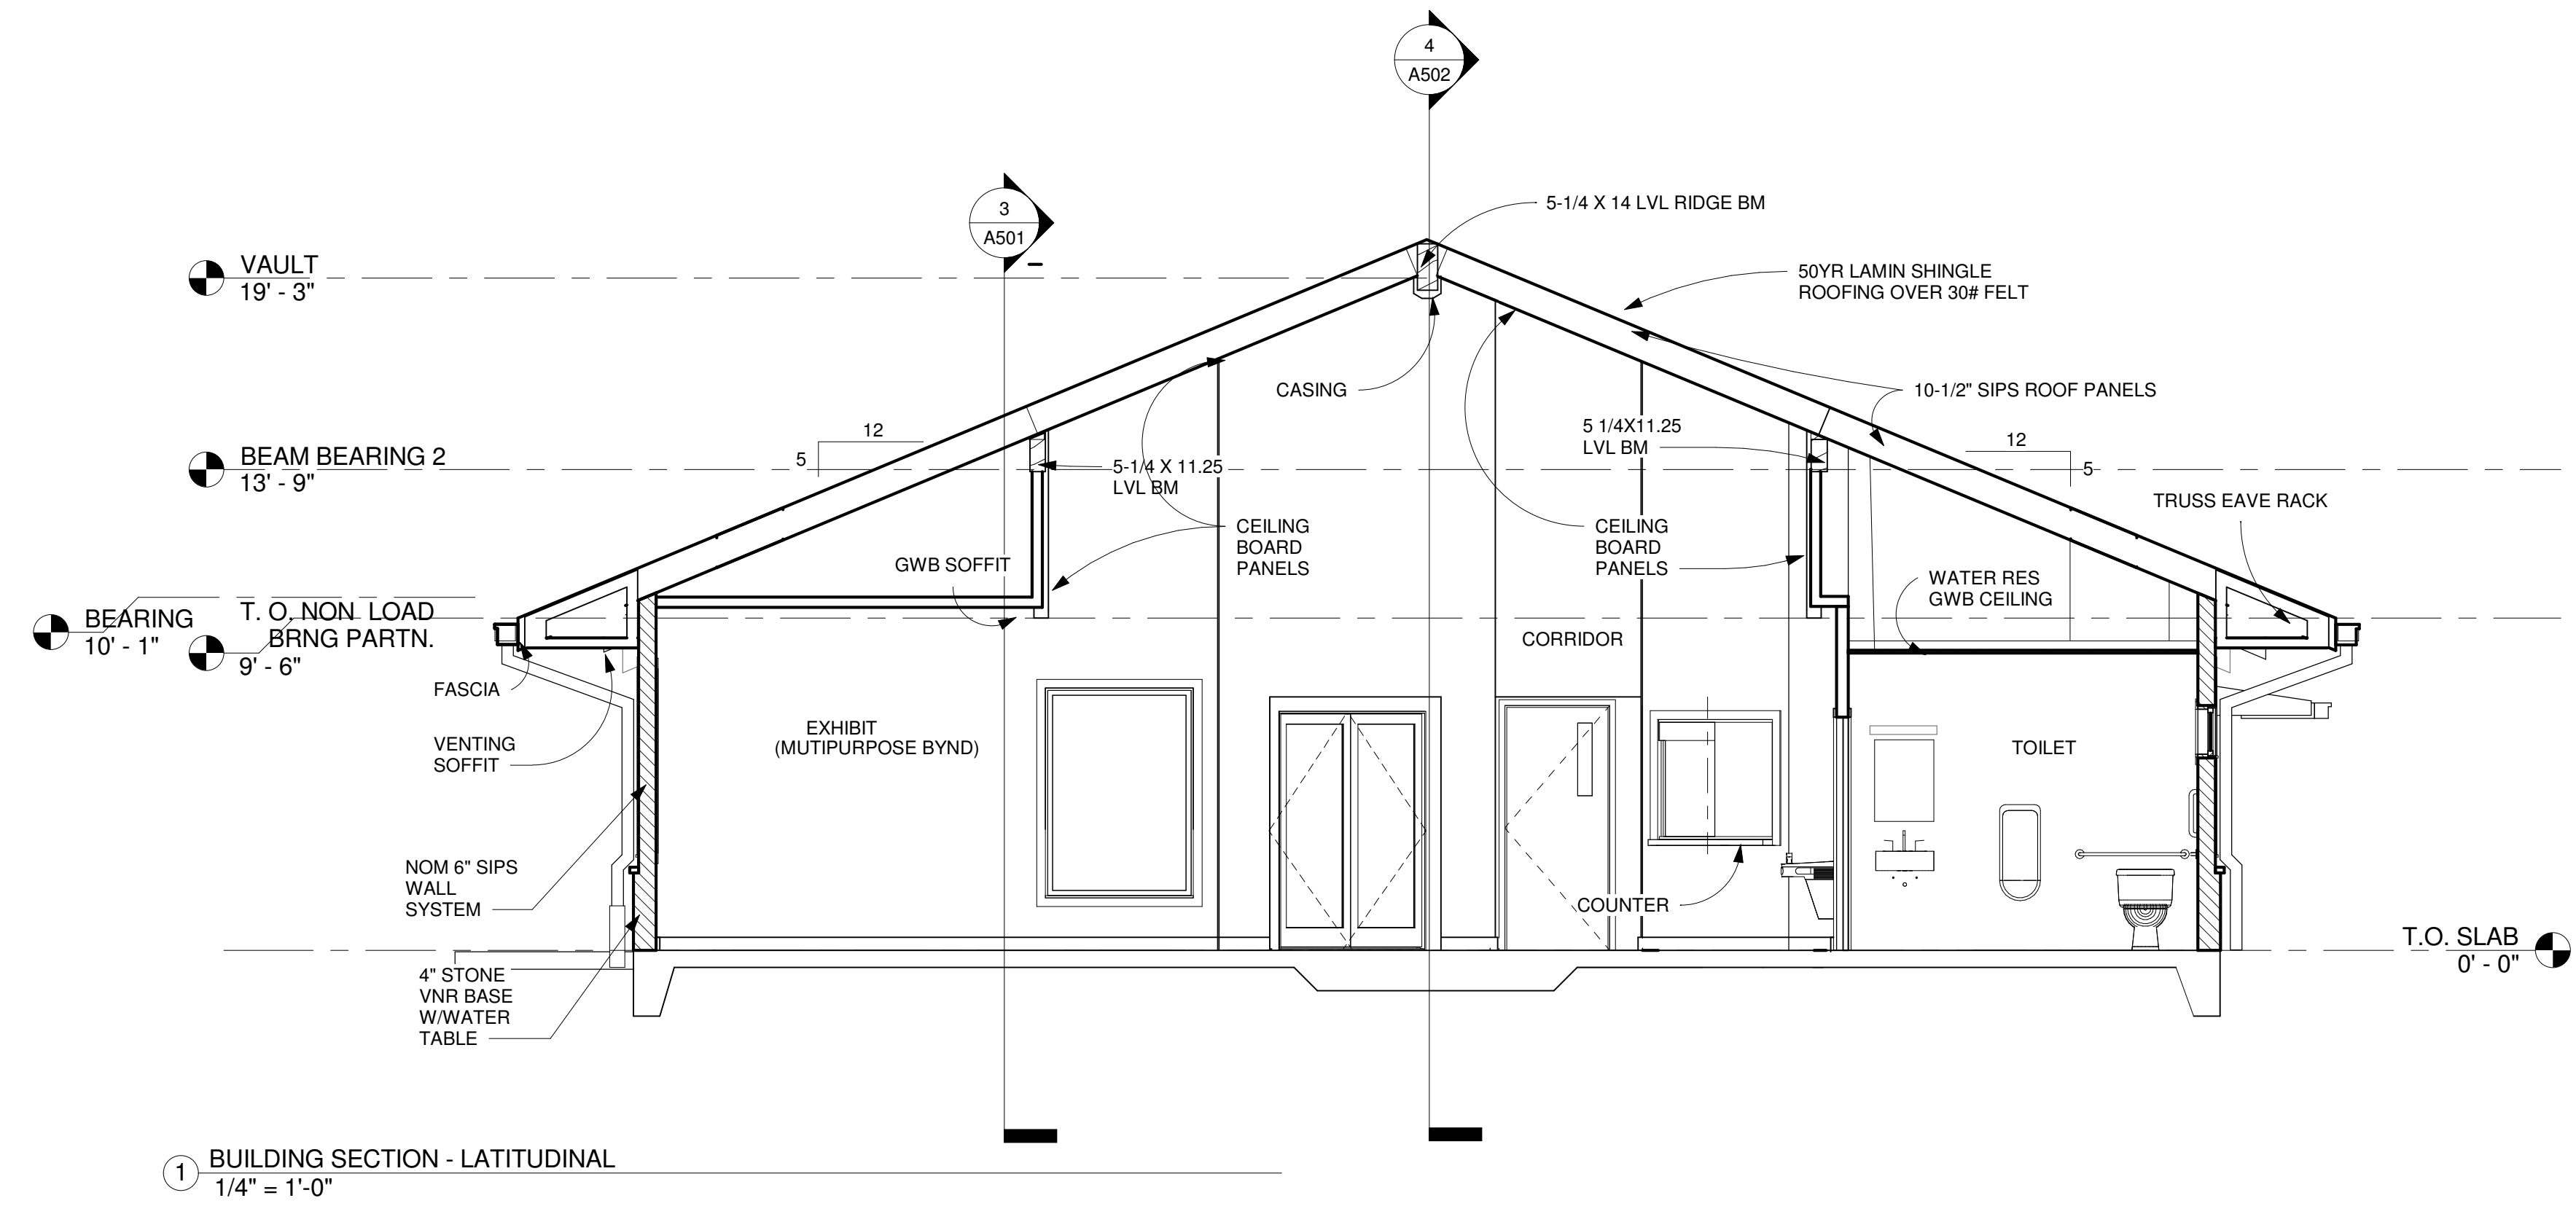 4
A502
3
A501
5-1/4 X 14 LVL RIDGE BM
VAULT
19' - 3"
50YR LAMIN SHINGLE
ROOFING OVER 30# FELT
CASING
10-1/2" SIPS ROOF PANELS
12
5
5 1/4X11.25
LVL BM
12
5
BEAM BEARING 2
13' - 9"
5-1/4 X 11.25
LVL BM
TRUSS EAVE RACK
CEILING
BOARD
PANELS
CEILING
BOARD
PANELS
GWB SOFFIT
WATER RES
GWB CEILING
BEARING
10' - 1"
T. O. NON LOAD
BRNG PARTN.
9' - 6"
CORRIDOR
FASCIA
EXHIBIT
(MUTIPURPOSE BYND)
VENTING
SOFFIT
TOILET
NOM 6" SIPS
WALL
SYSTEM
COUNTER
T.O. SLAB
0' - 0"
4" STONE
VNR BASE
W/WATER
TABLE
1
BUILDING SECTION - LATITUDINAL
1/4" = 1'-0"